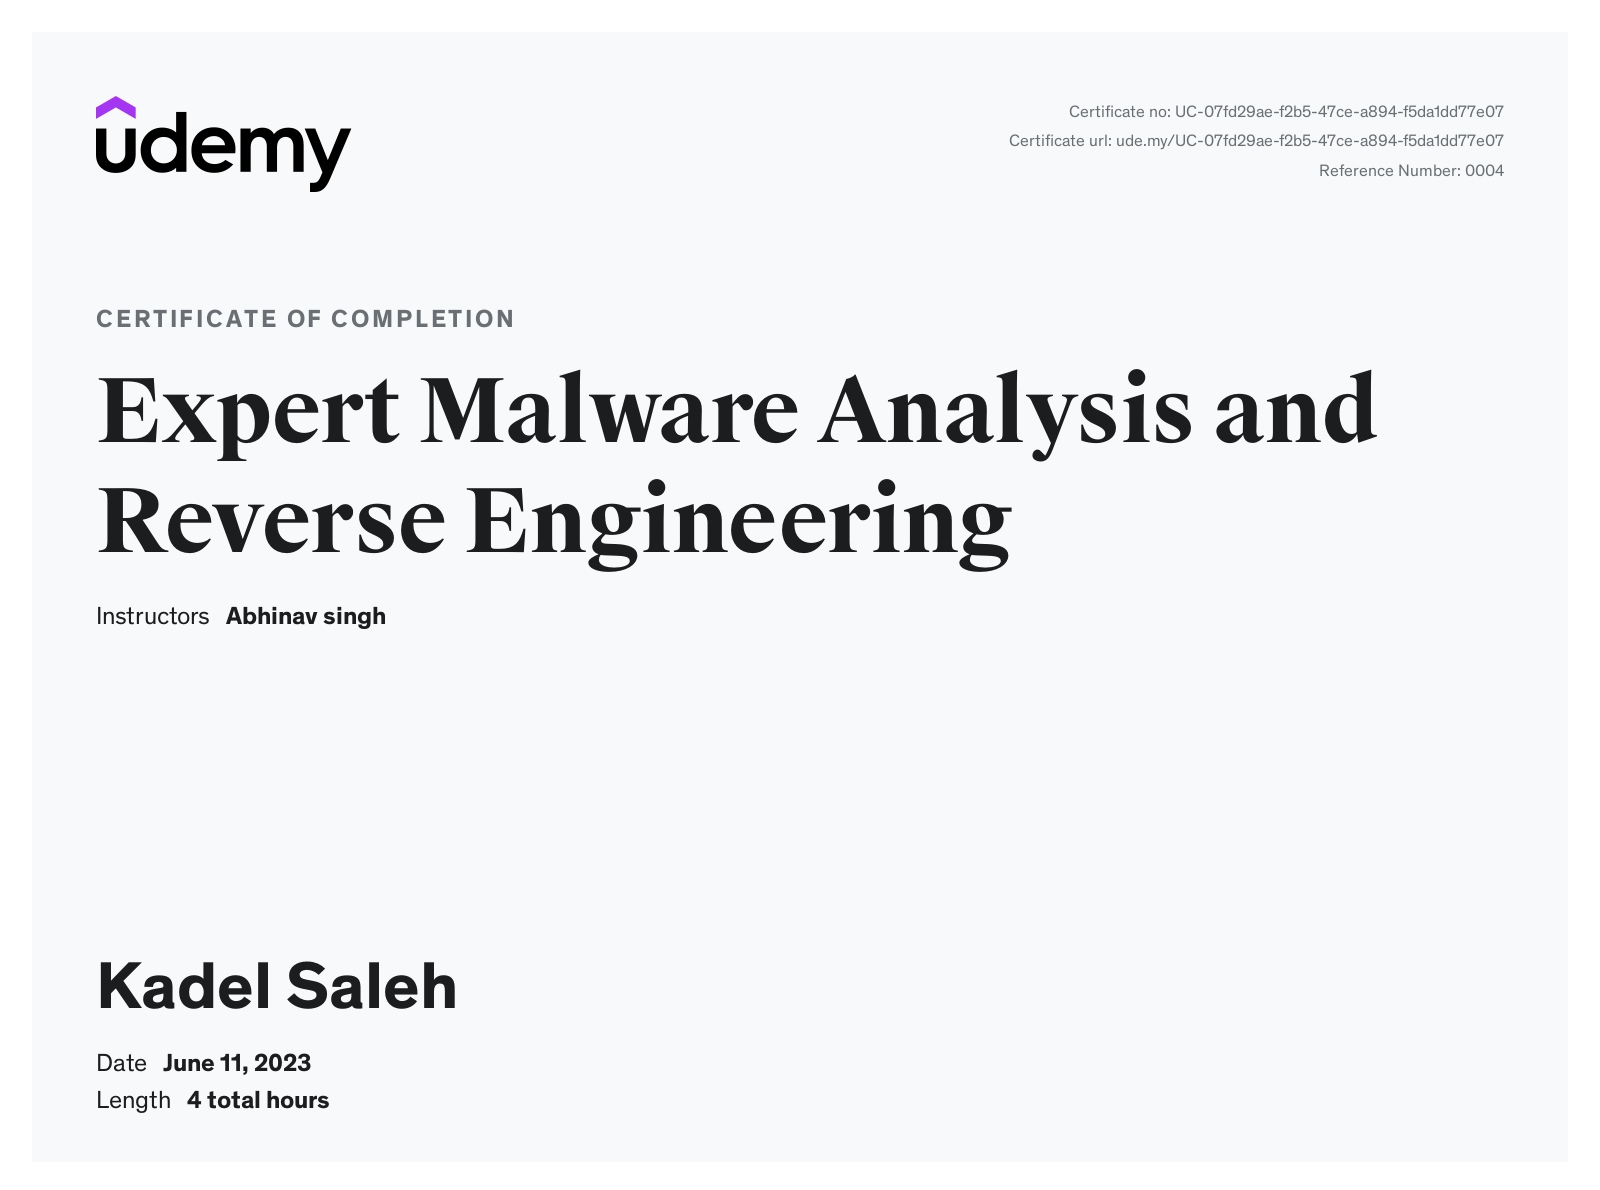 udemy
Certificate no: UC-07fd29ae-f2b5-47ce-a894-f5da1dd77e07
Certificate url: ude.my/UC-07fd29ae-f2b5-47ce-a894-f5da1dd77e07
Reference Number: 0004
CERTIFICATE OF COMPLETION
Expert Malware Analysis and
Reverse Engineering
Instructors Abhinav singh
Kadel Saleh
Date June 11, 2023
Length 4 total hours